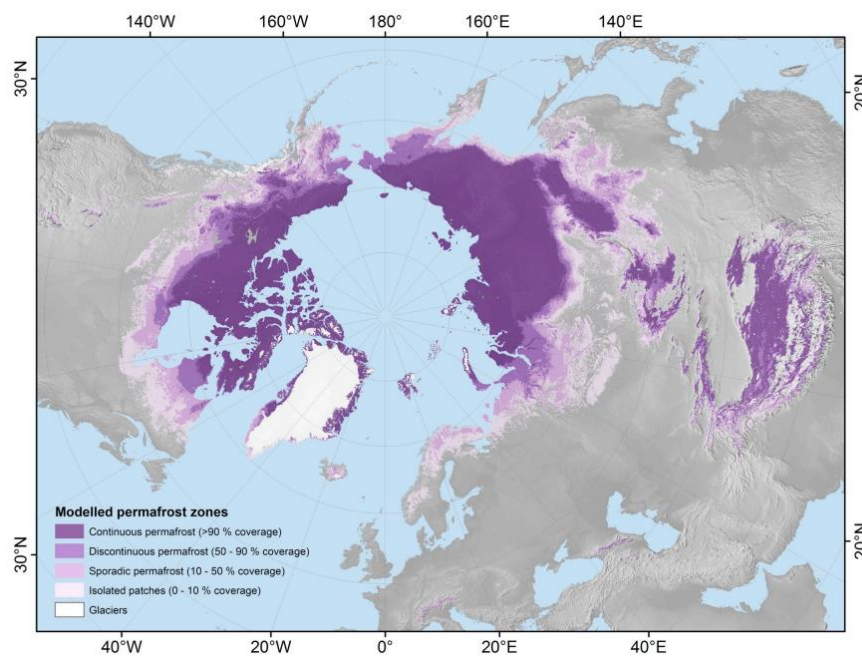 140°W 160°W 180° 160°E 140°E
30°N
20°N
Modelled permafrost zones
Continuous permafrost (>90 % coverage)
Discontinuous permafrost (50 - 90 % coverage)
Sporadic permafrost (10 - 50 % coverage)
Isolated patches (0 - 10 % coverage)
Glaciers
30°N
20°N
40°W 20°W 0° 20°E 40°E